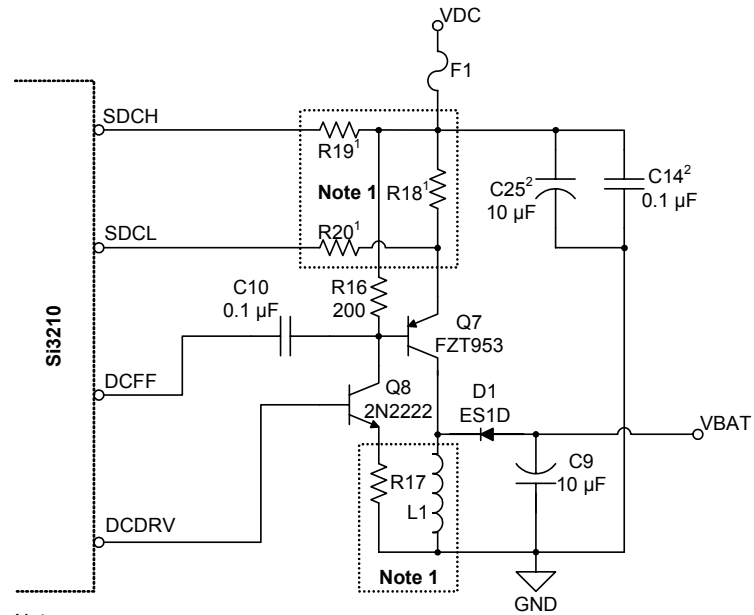 VDC
F1
SDCH
R19¹
Note 1
R18¹
C25²
10 µF
C14²
0.1 µF
SDCL
R20¹
R16
200
C10
0.1 µF
Q7
FZT953
Si3210
DCFF
Q8
2N2222
D1
ES1D
VBAT
R17
L1
C9
10 µF
DCDRV
Note 1
GND